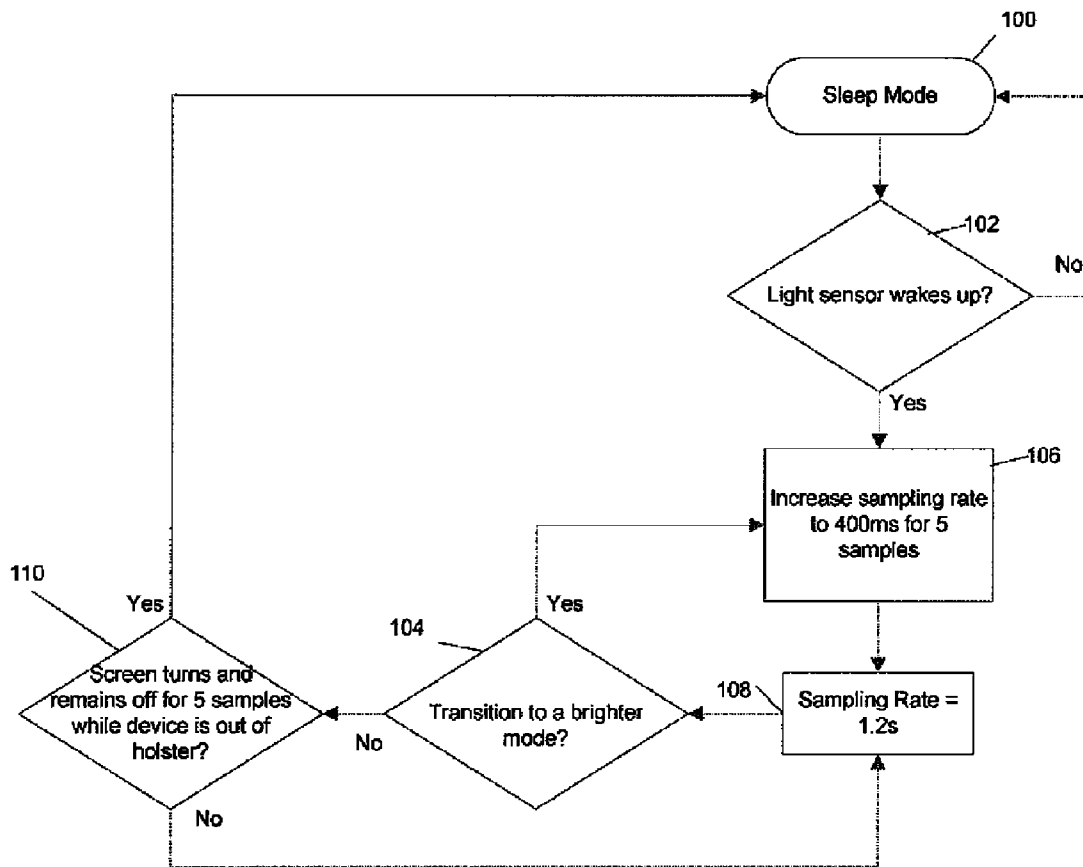 100
Sleep Mode
102
No
Light sensor wakes up?
Yes
106
Increase sampling rate
to 400ms for 5
samples
110
Yes
104
Yes
Screen turns and
remains off for 5 samples
while device is out of
holster?
No
Transition to a brighter
mode?
108
Sampling Rate =
1.2s
No